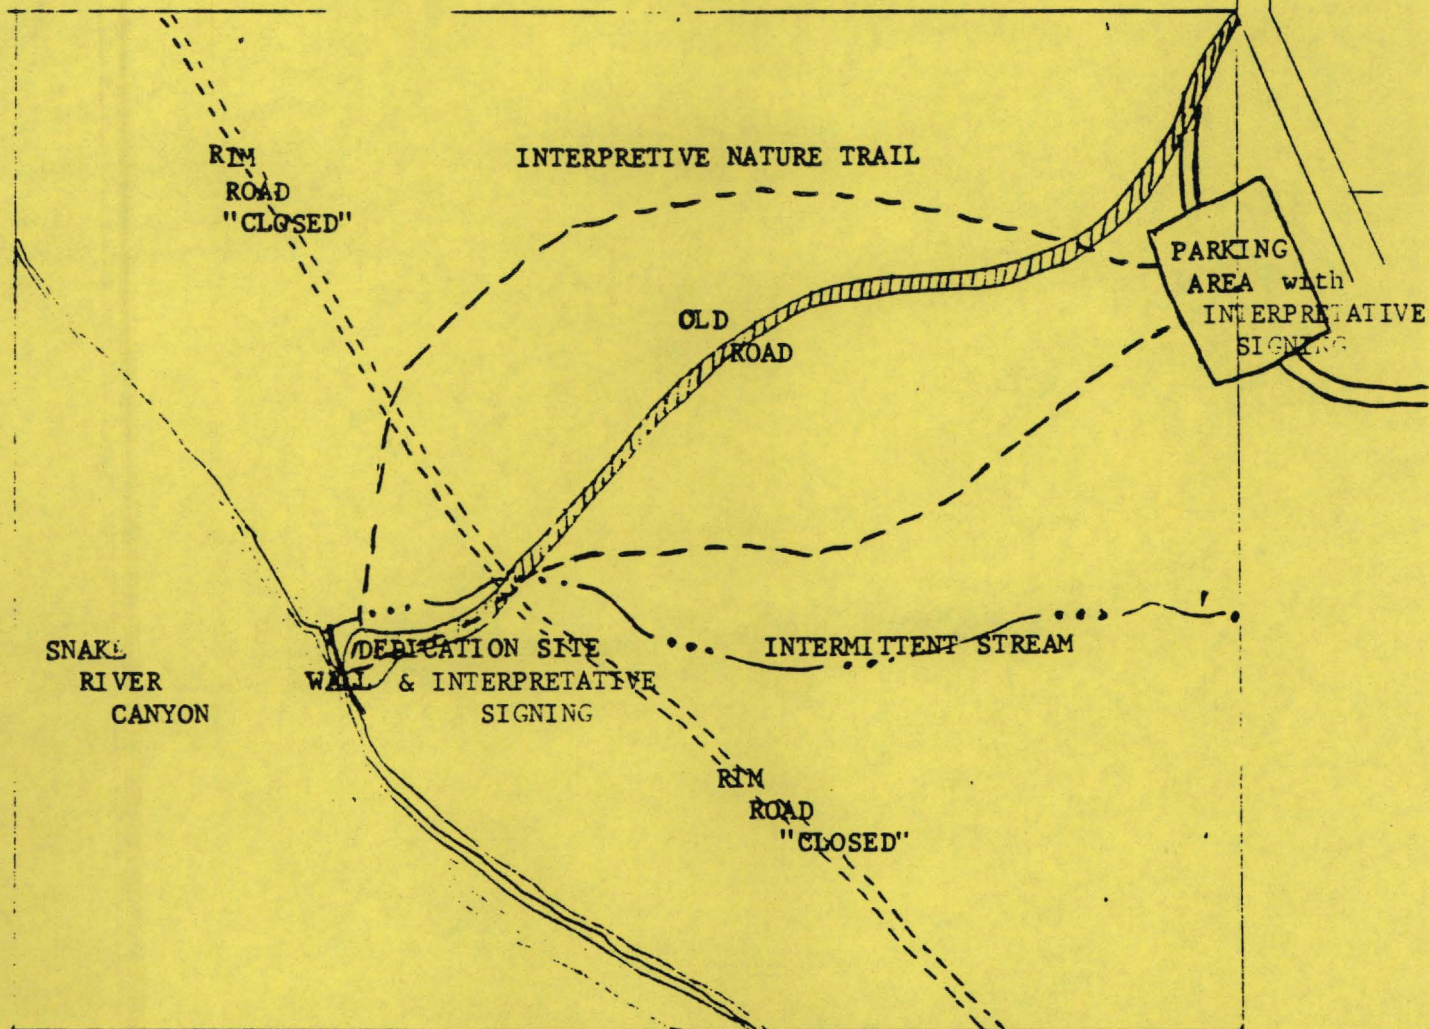 RIM
ROAD
"CLOSED"
INTERPRETIVE NATURE TRAIL
PARKING
AREA with
INTERPRETATIVE
SIGNING
OLD
ROAD
SNAKE
RIVER
CANYON
DEDICATION SITE
WALL & INTERPRETATIVE
SIGNING
INTERMITTENT STREAM
RIM
ROAD
"CLOSED"